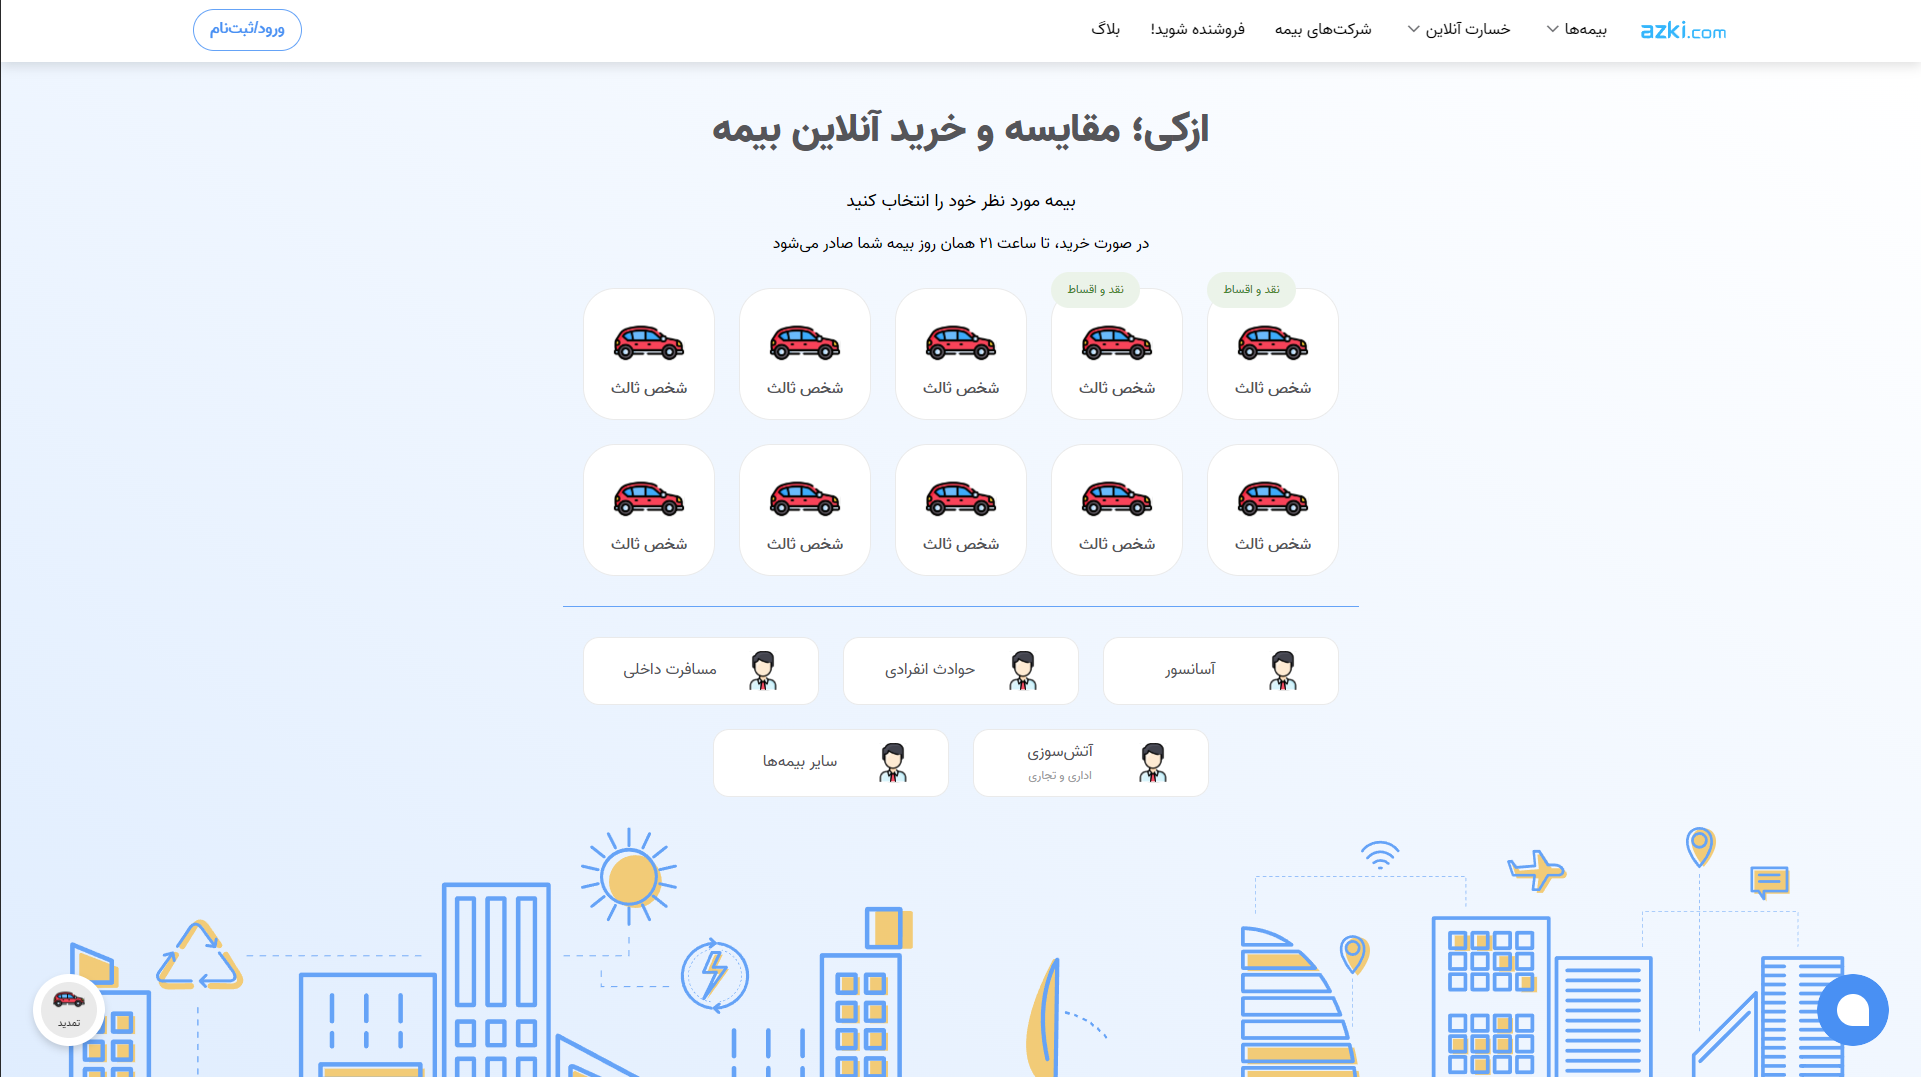 azki.com
بیمه‌ها
خسارت آنلاین
شرکت‌های بیمه
فروشنده شوید!
بلاگ
ورود/ثبت‌نام
ازکی؛ مقایسه و خرید آنلاین بیمه
بیمه مورد نظر خود را انتخاب کنید
در صورت خرید، تا ساعت ۲۱ همان روز بیمه شما صادر می‌شود
نقد و اقساط
نقد و اقساط
شخص ثالث
شخص ثالث
شخص ثالث
شخص ثالث
شخص ثالث
شخص ثالث
شخص ثالث
شخص ثالث
شخص ثالث
شخص ثالث
آسانسور
حوادث انفرادی
مسافرت داخلی
آتش‌سوزی
اداری و تجاری
سایر بیمه‌ها
تمدید